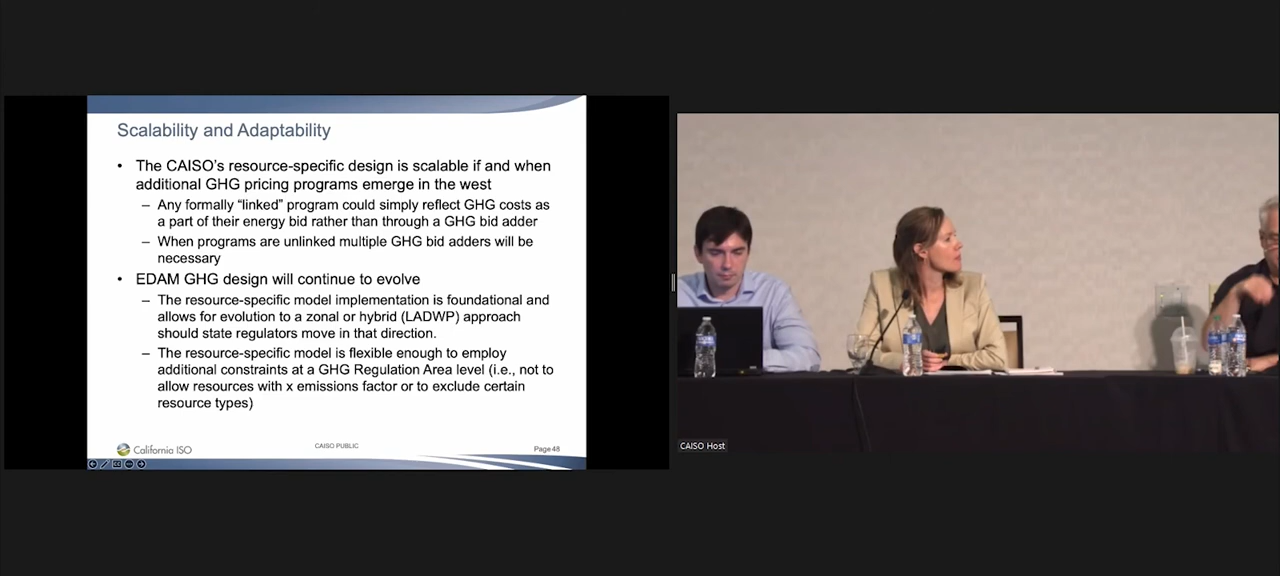 Scalability and Adaptability
• The CAISO's resource-specific design is scalable if and when
additional GHG pricing programs emerge in the west
– Any formally “linked” program could simply reflect GHG costs as
a part of their energy bid rather than through a GHG bid adder
– When programs are unlinked multiple GHG bid adders will be
necessary
• EDAM GHG design will continue to evolve
– The resource-specific model implementation is foundational and
allows for evolution to a zonal or hybrid (LADWP) approach
should state regulators move in that direction.
– The resource-specific model is flexible enough to employ
additional constraints at a GHG Regulation Area level (i.e., not to
allow resources with x emissions factor or to exclude certain
resource types)
California ISO
CAISO PUBLIC
Page 48
CAISO Host